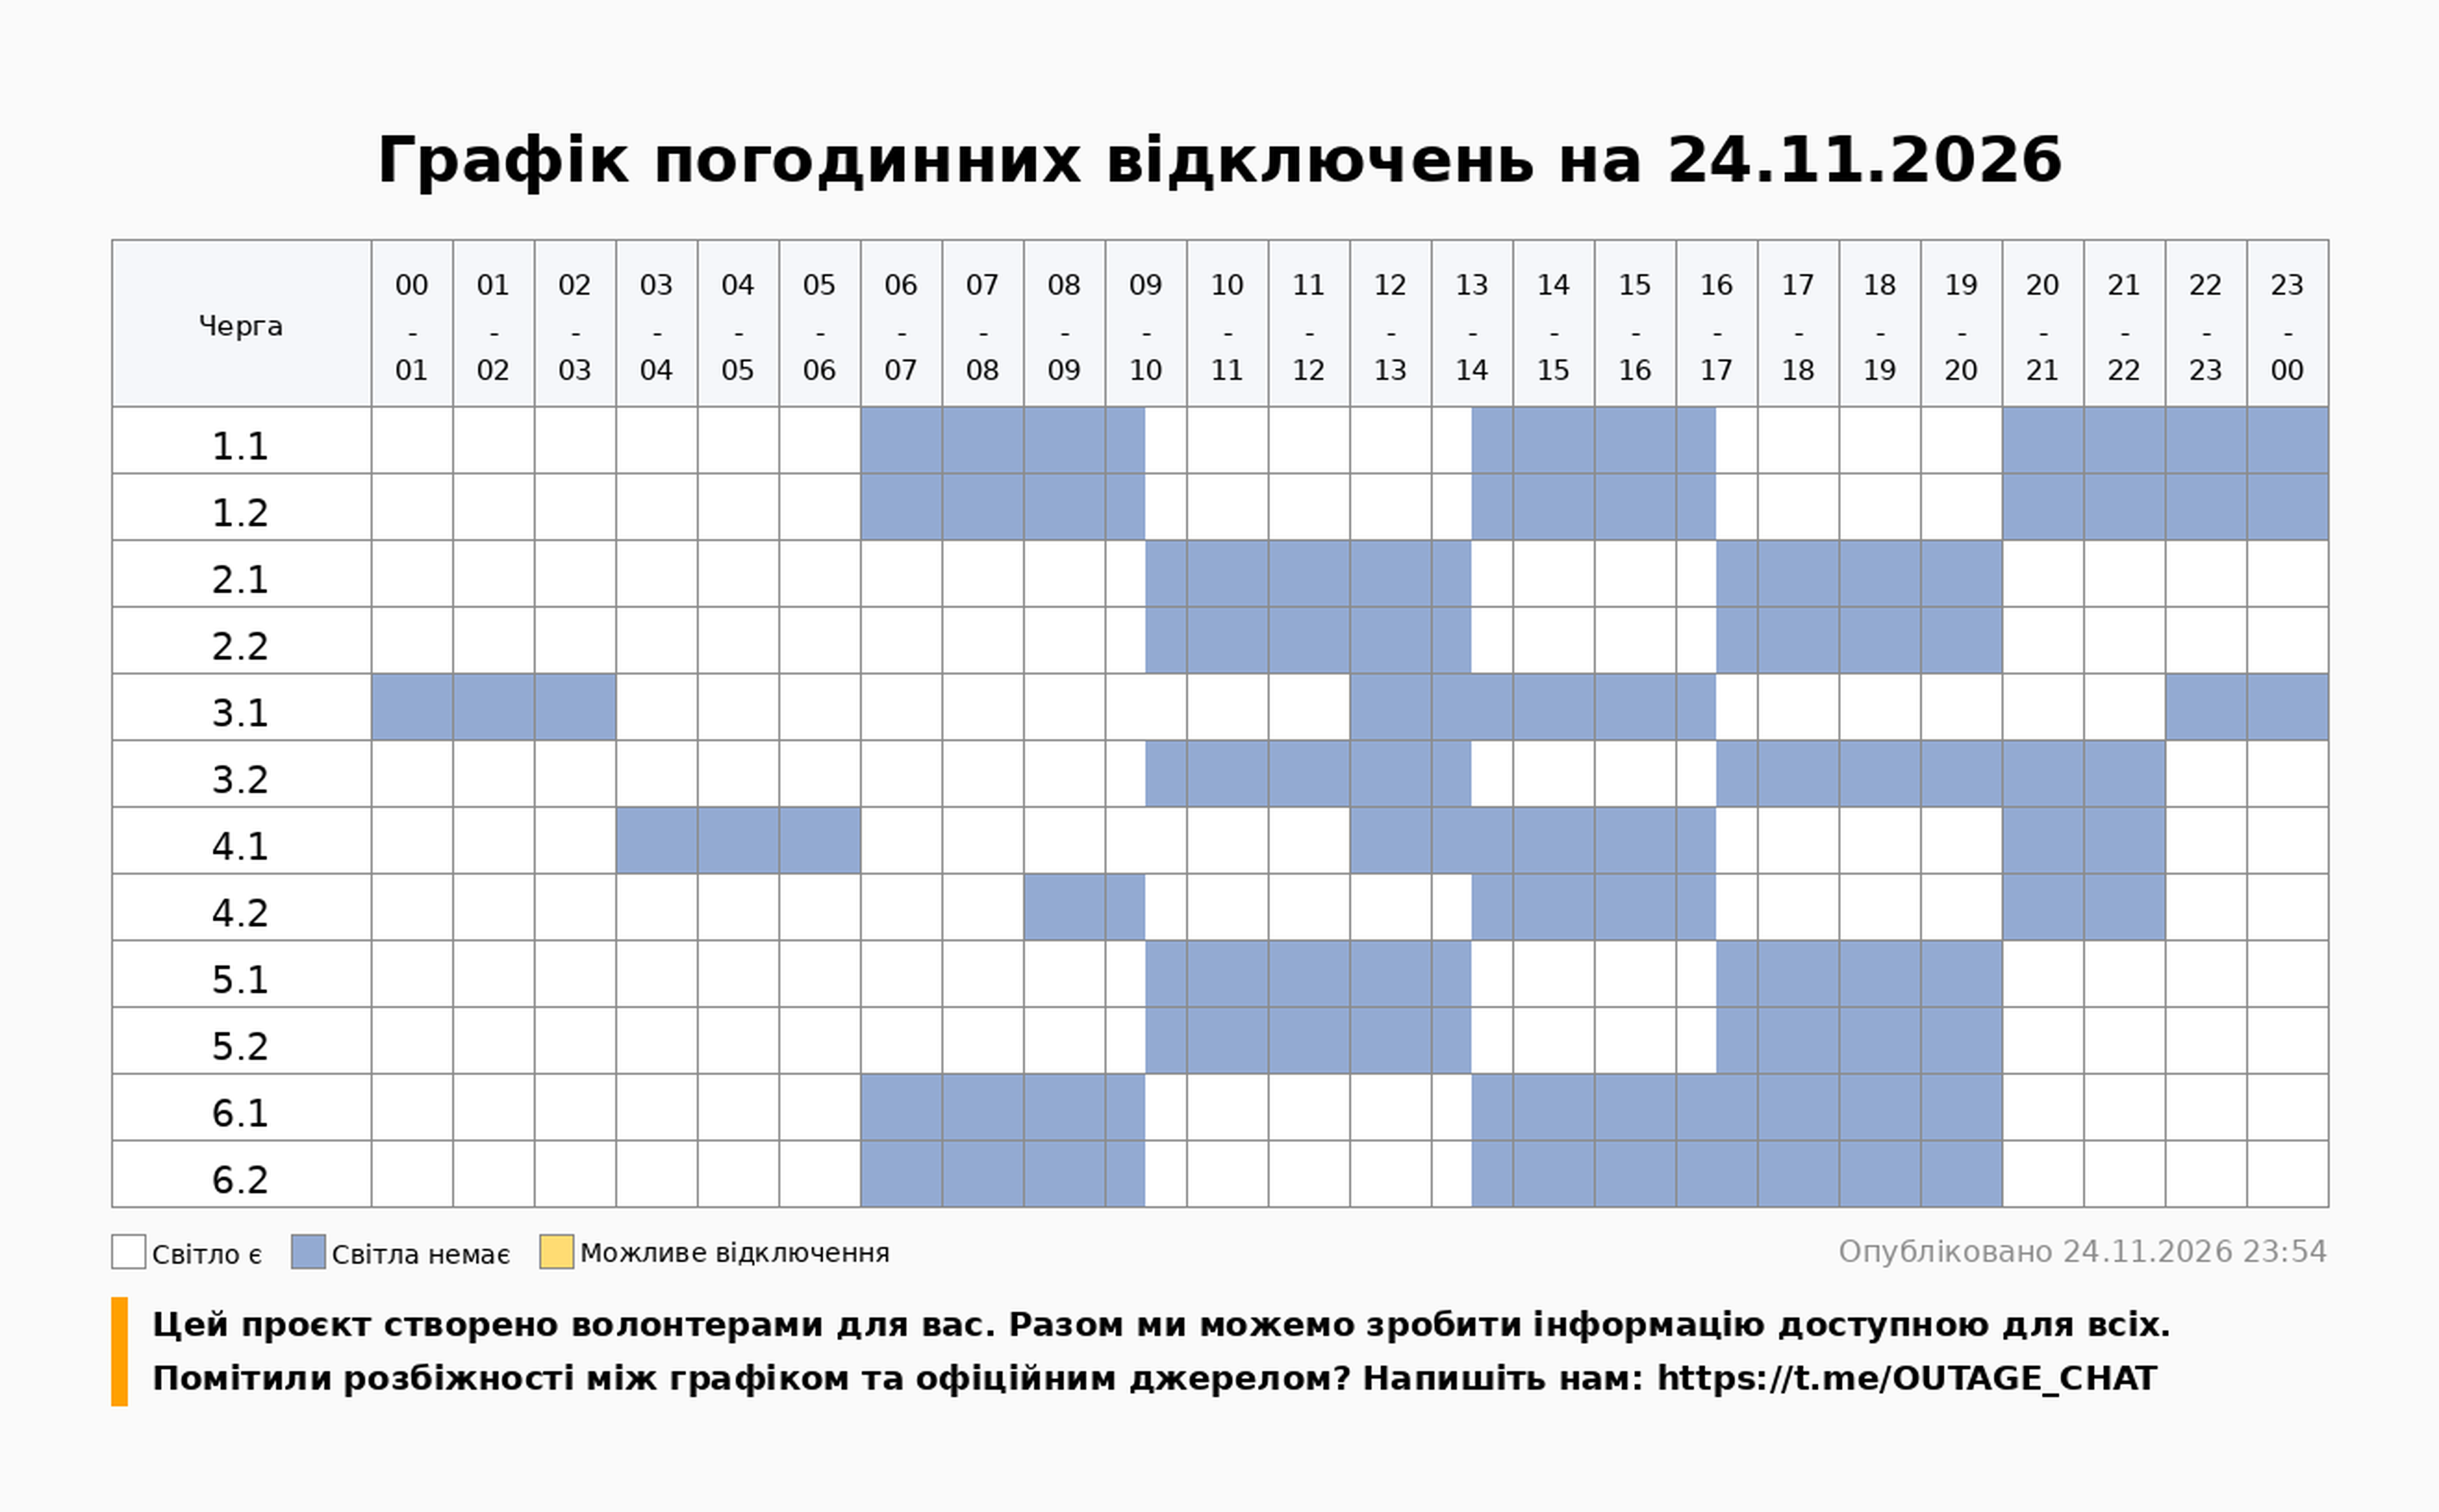 Графік погодинних відключень на 24.11.2026
Черга 00 - 01 01 - 02 02 - 03 03 - 04 04 - 05 05 - 06 06 - 07 07 - 08 08 - 09 09 - 10 10 - 11 11 - 12 12 - 13 13 - 14 14 - 15 15 - 16 16 - 17 17 - 18 18 - 19 19 - 20 20 - 21 21 - 22 22 - 23 23 - 00
1.1
1.2
2.1
2.2
3.1
3.2
4.1
4.2
5.1
5.2
6.1
6.2
Світло є Світла немає Можливе відключення Опубліковано 24.11.2026 23:54
Цей проєкт створено волонтерами для вас. Разом ми можемо зробити інформацію доступною для всіх.
Помітили розбіжності між графіком та офіційним джерелом? Напишіть нам: https://t.me/OUTAGE_CHAT